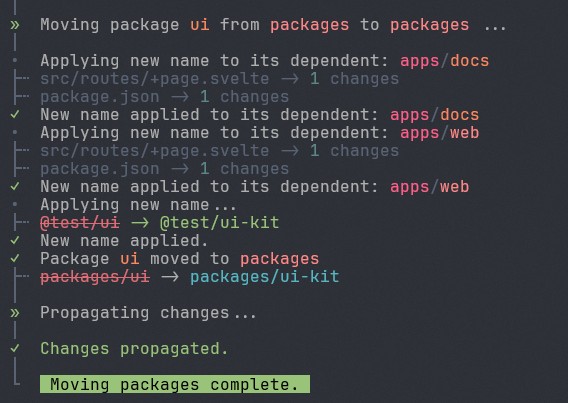 » Moving package ui from packages to packages ...
• Applying new name to its dependent: apps/docs
src/routes/+page.svelte -> 1 changes
package.json -> 1 changes
✓ New name applied to its dependent: apps/docs
• Applying new name to its dependent: apps/web
src/routes/+page.svelte -> 1 changes
package.json -> 1 changes
✓ New name applied to its dependent: apps/web
• Applying new name...
@test/ui -> @test/ui-kit
✓ New name applied.
✓ Package ui moved to packages
packages/ui -> packages/ui-kit
» Propagating changes...
✓ Changes propagated.
Moving packages complete.